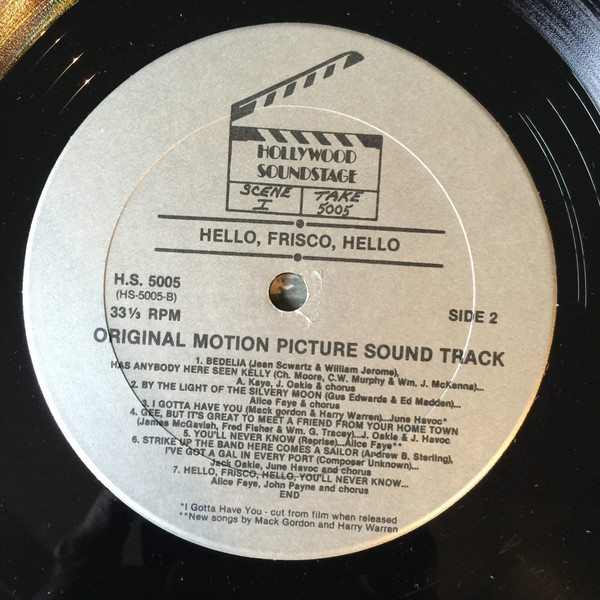 HOLLYWOOD
SOUNDSTAGE
SCENE TAKE
I 5005
HELLO, FRISCO, HELLO
H.S. 5005
(HS-5005-B)
33⅓ RPM
SIDE 2
ORIGINAL MOTION PICTURE SOUND TRACK
1. BEDELIA (Jean Scwartz & William Jerome),
HAS ANYBODY HERE SEEN KELLY (Ch. Moore, C.W. Murphy & Wm. J. McKenna)...
A. Kaye, J. Oakie & chorus
2. BY THE LIGHT OF THE SILVERY MOON (Gus Edwards & Ed Madden)...
Alice Faye & chorus
3. I GOTTA HAVE YOU (Mack gordon & Harry Warren)...June Havoc*
4. GEE, BUT IT'S GREAT TO MEET A FRIEND FROM YOUR HOME TOWN
(James McGavish, Fred Fisher & Wm. G. Tracey)...J. Oakie & J. Havoc
5. YOU'LL NEVER KNOW (Reprise)...Alice Faye**
6. STRIKE UP THE BAND HERE COMES A SAILOR (Andrew B. Sterling),
I'VE GOT A GAL IN EVERY PORT (Composer Unknown)...
Jack Oakie, June Havoc and chorus
7. HELLO, FRISCO, HELLO, YOU'LL NEVER KNOW...
Alice Faye, John Payne and chorus
END
*I Gotta Have You - cut from film when released
**New songs by Mack Gordon and Harry Warren